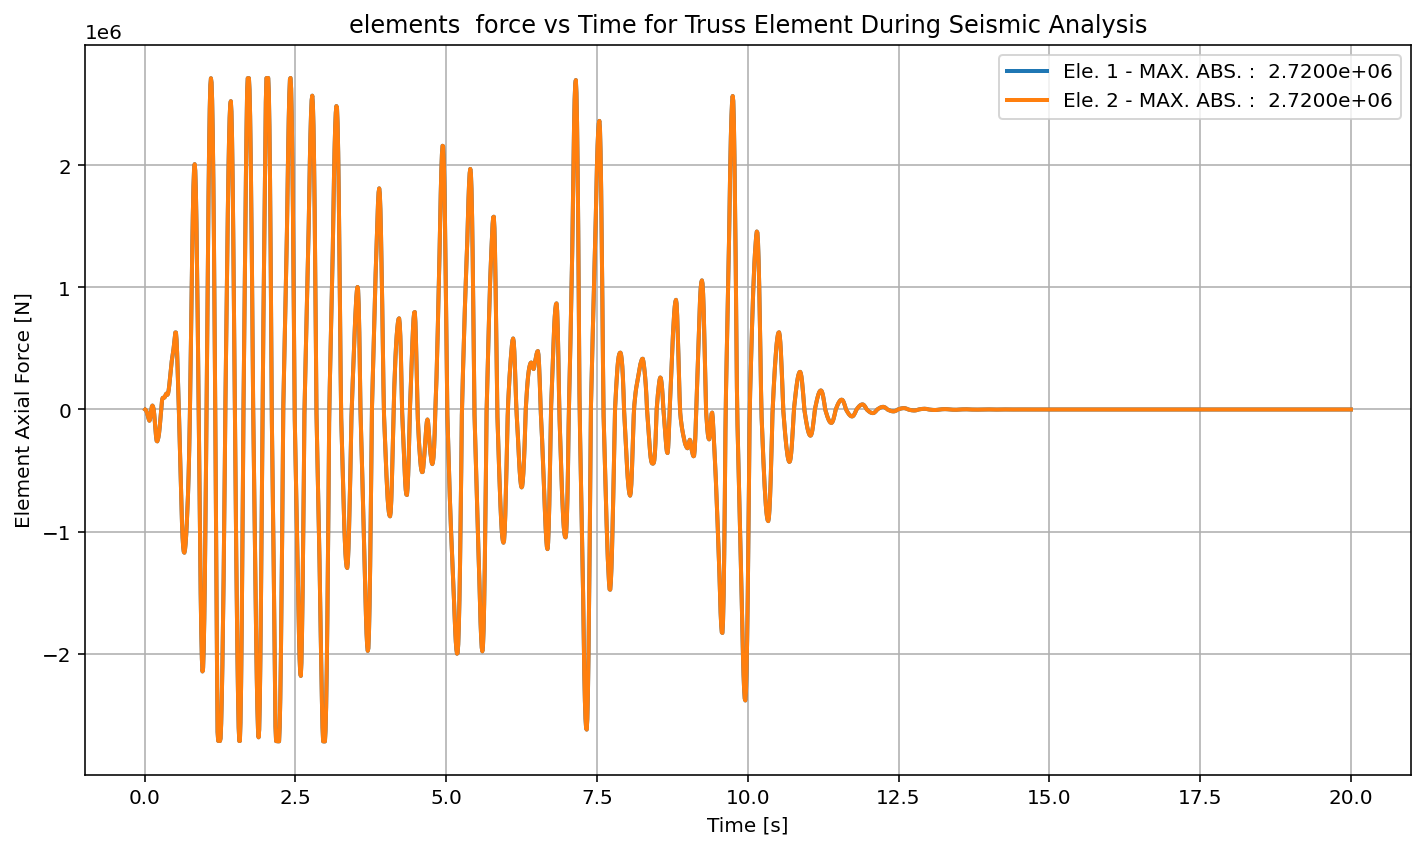 elements  force vs Time for Truss Element During Seismic Analysis
1e6
Ele. 1 - MAX. ABS. :  2.7200e+06
Ele. 2 - MAX. ABS. :  2.7200e+06
Element Axial Force [N]
2
1
0
−1
−2
0.0 2.5 5.0 7.5 10.0 12.5 15.0 17.5 20.0
Time [s]